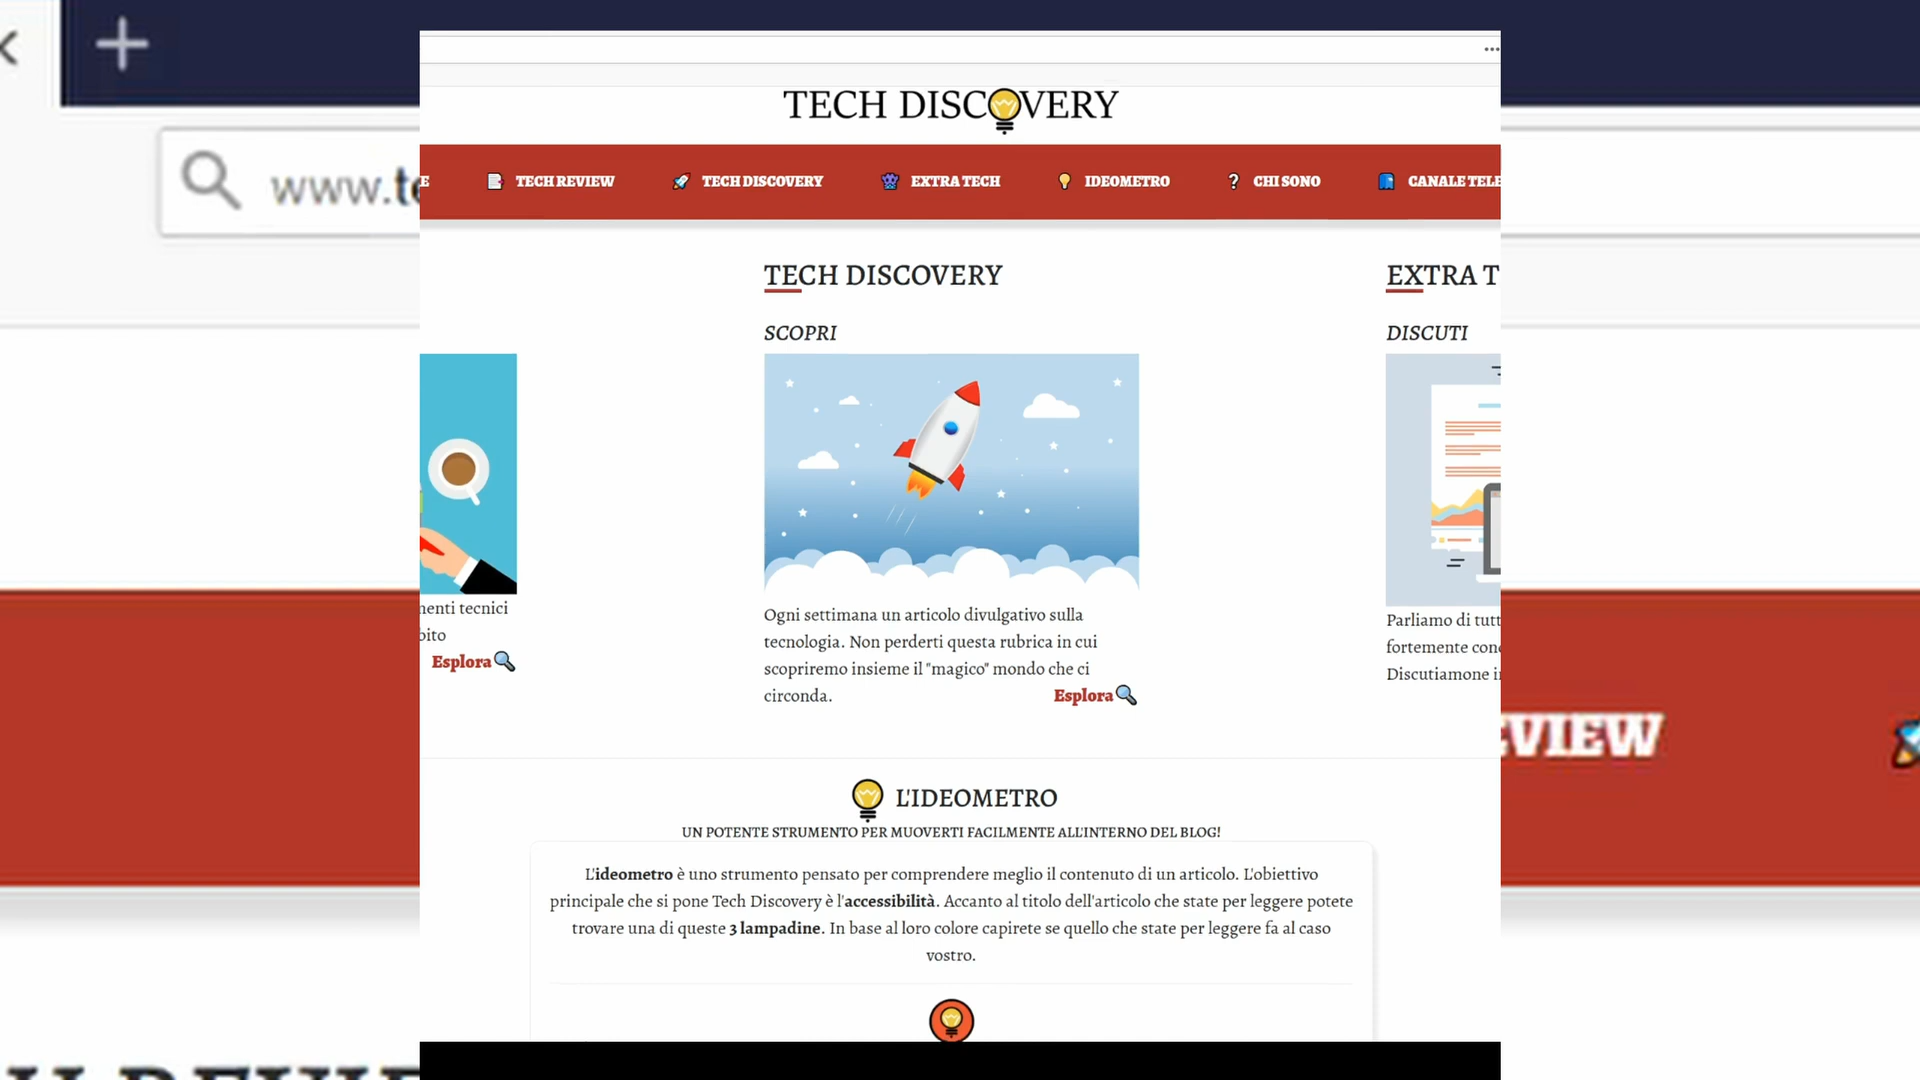 www.te
TECH DISCOVERY
E TECH REVIEW TECH DISCOVERY EXTRA TECH IDEOMETRO CHI SONO CANALE TELE
TECH DISCOVERY
SCOPRI
Ogni settimana un articolo divulgativo sulla
tecnologia. Non perderti questa rubrica in cui
scopriremo insieme il "magico" mondo che ci
circonda.
Esplora
EXTRA T
DISCUTI
Parliamo di tutt
fortemente con
Discutiamone i
menti tecnici
bito
Esplora
EVIEW
L'IDEOMETRO
UN POTENTE STRUMENTO PER MUOVERTI FACILMENTE ALL'INTERNO DEL BLOG!
L'ideometro è uno strumento pensato per comprendere meglio il contenuto di un articolo. L'obiettivo
principale che si pone Tech Discovery è l'accessibilità. Accanto al titolo dell'articolo che state per leggere potete
trovare una di queste 3 lampadine. In base al loro colore capirete se quello che state per leggere fa al caso
vostro.